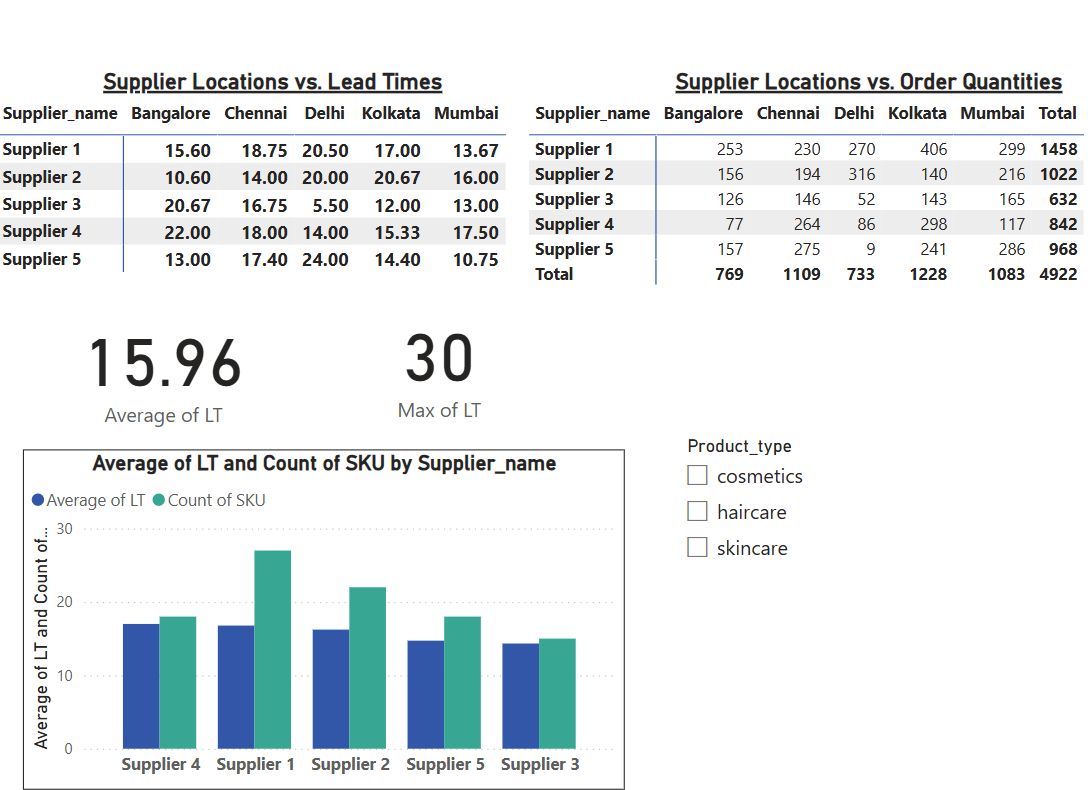 Supplier Locations vs. Lead Times
Supplier_name Bangalore Chennai Delhi Kolkata Mumbai
Supplier 1 15.60 18.75 20.50 17.00 13.67
Supplier 2 10.60 14.00 20.00 20.67 16.00
Supplier 3 20.67 16.75 5.50 12.00 13.00
Supplier 4 22.00 18.00 14.00 15.33 17.50
Supplier 5 13.00 17.40 24.00 14.40 10.75
Supplier Locations vs. Order Quantities
Supplier_name Bangalore Chennai Delhi Kolkata Mumbai Total
Supplier 1 253 230 270 406 299 1458
Supplier 2 156 194 316 140 216 1022
Supplier 3 126 146 52 143 165 632
Supplier 4 77 264 86 298 117 842
Supplier 5 157 275 9 241 286 968
Total 769 1109 733 1228 1083 4922
15.96
Average of LT
30
Max of LT
Average of LT and Count of SKU by Supplier_name
Average of LT Count of SKU
Average of LT and Count of...
30
20
10
0
Supplier 4 Supplier 1 Supplier 2 Supplier 5 Supplier 3
Product_type
cosmetics
haircare
skincare